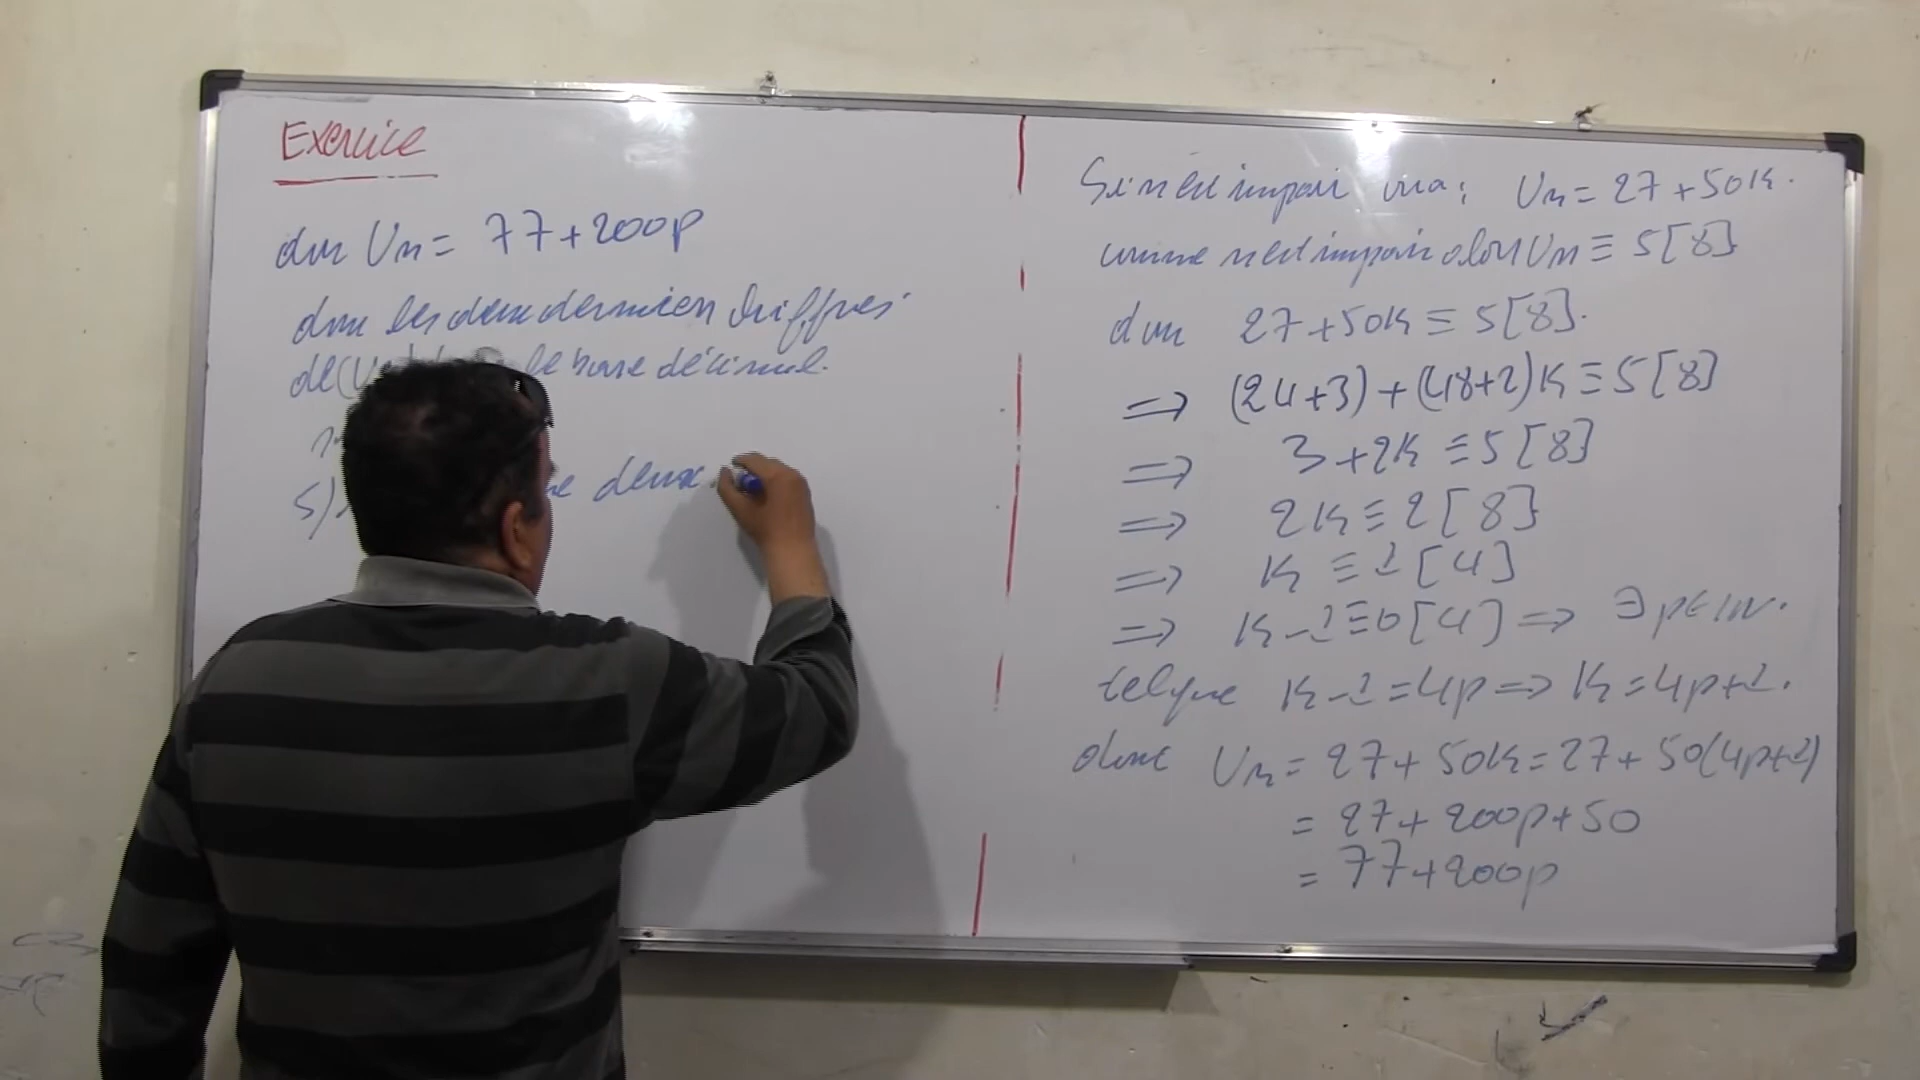 Exercice
donc Un = 77+200p
donc les deux derniers chiffres
de(U le base décimal.
5) deux
Si n est impair on a : Un = 27+50K.
comme n est impair alors Un ≡ 5[8]
donc 27+50K ≡ 5[8].
⟹ (24+3)+(48+2)K ≡ 5[8]
⟹ 3+2K ≡ 5[8]
⟹ 2K ≡ 2[8]
⟹ K ≡ 1[4]
⟹ K-1 ≡ 0[4] ⟹ ∃ p ∈ IN.
telque K-1 = 4p ⟹ K = 4p+1.
donc Un = 27+50K = 27+50(4p+1)
= 27+200p+50
= 77+200p